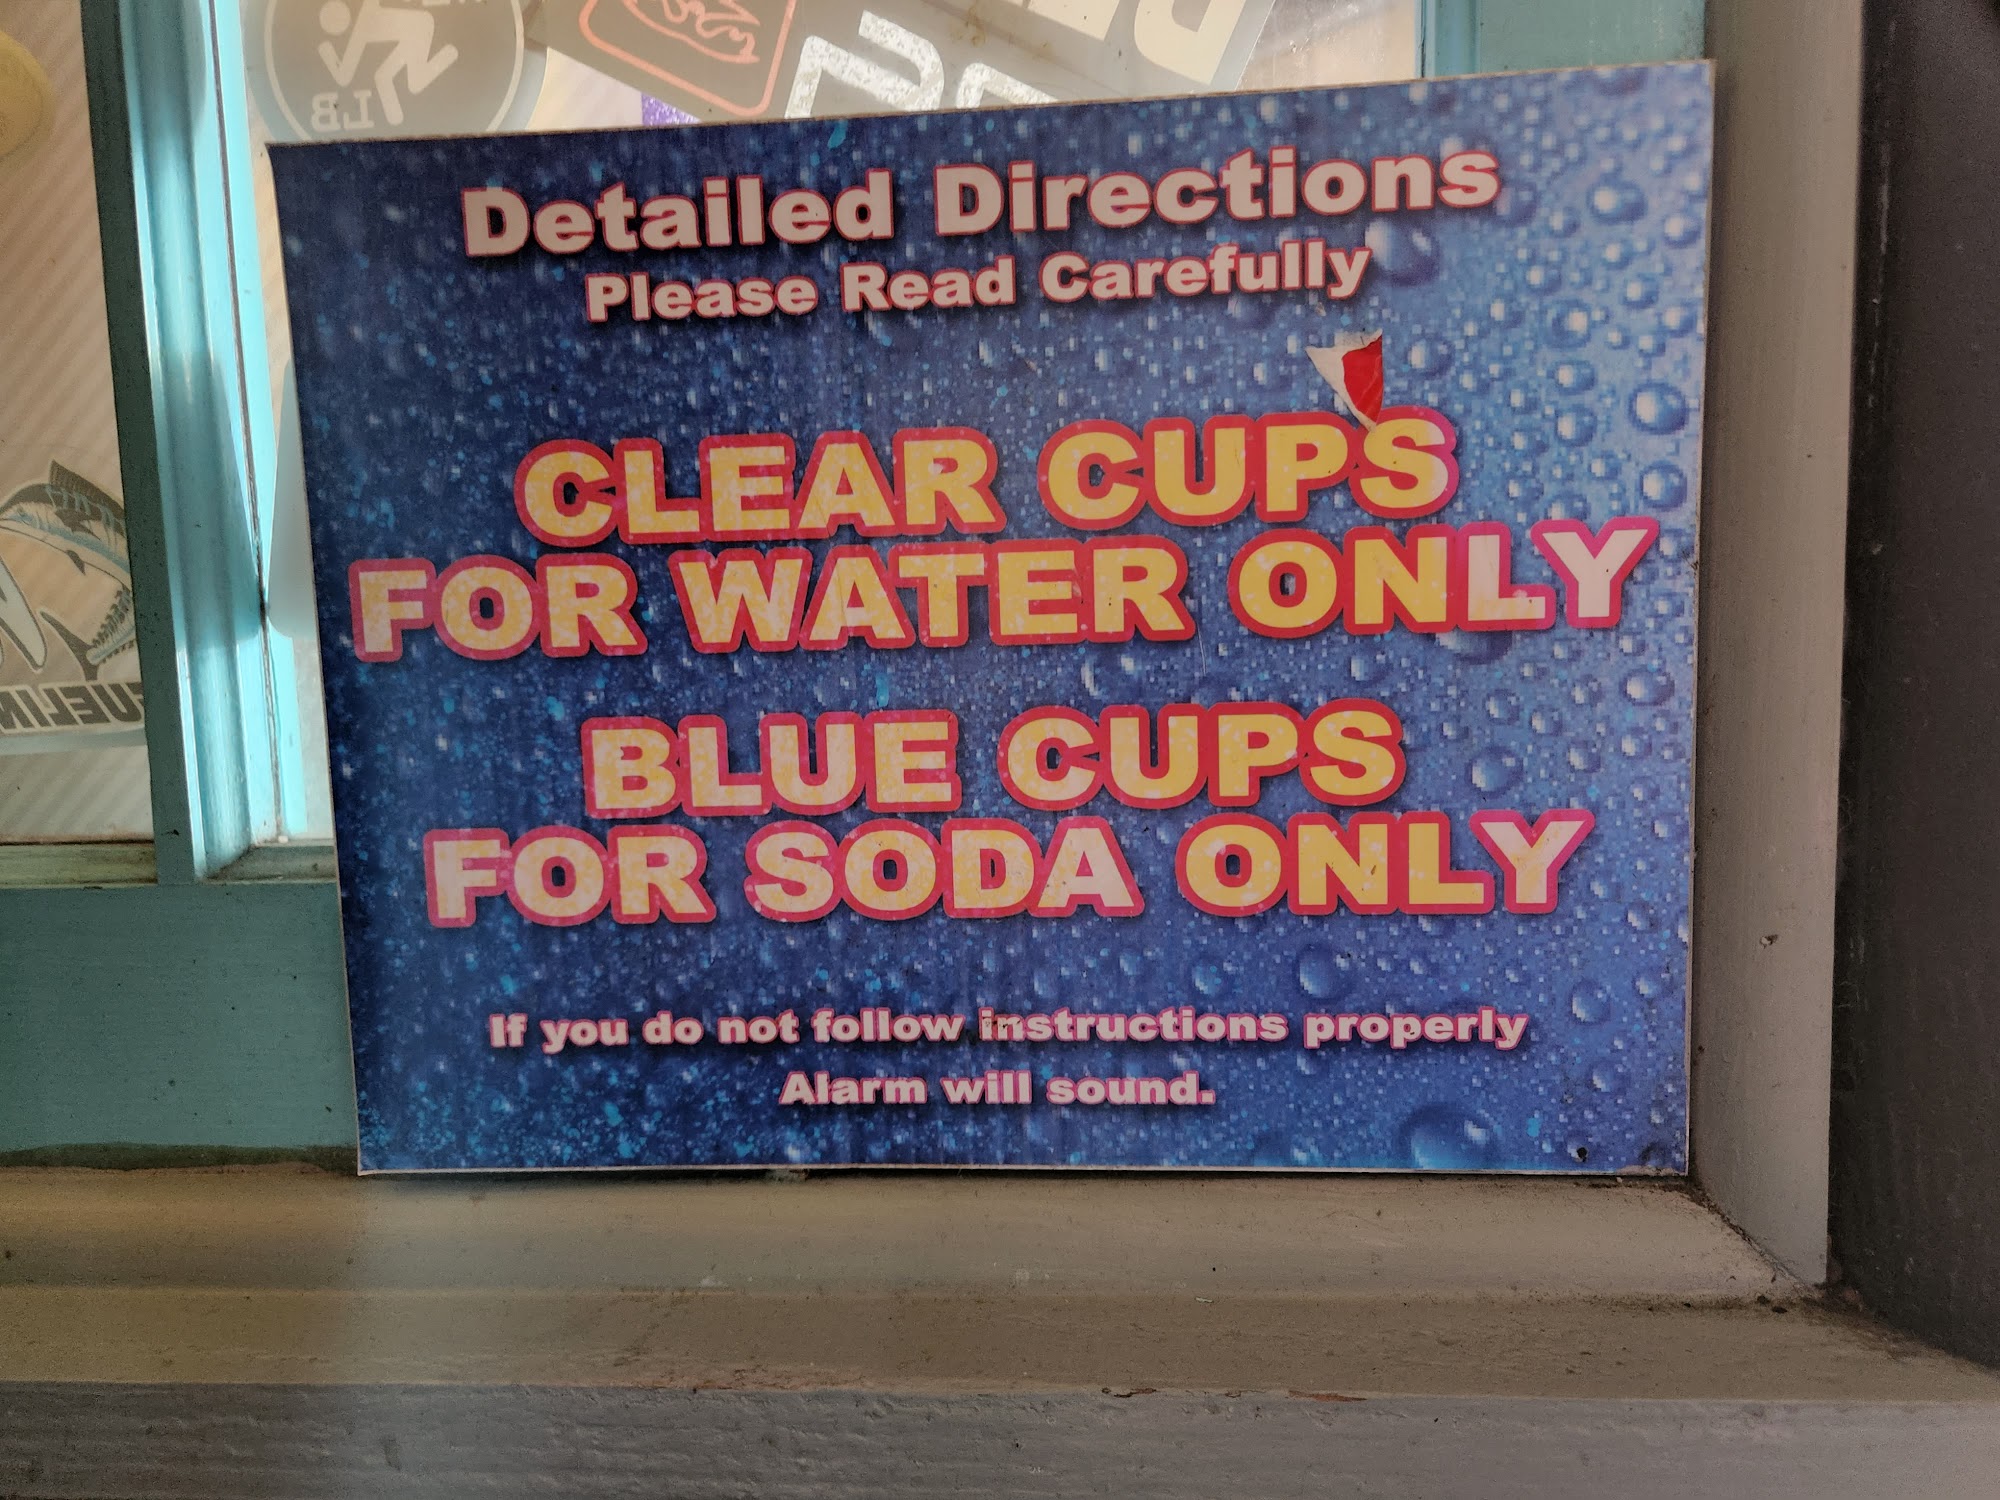 LB
Detailed Directions
Please Read Carefully
CLEAR CUPS
FOR WATER ONLY
BLUE CUPS
FOR SODA ONLY
If you do not follow instructions properly
Alarm will sound.